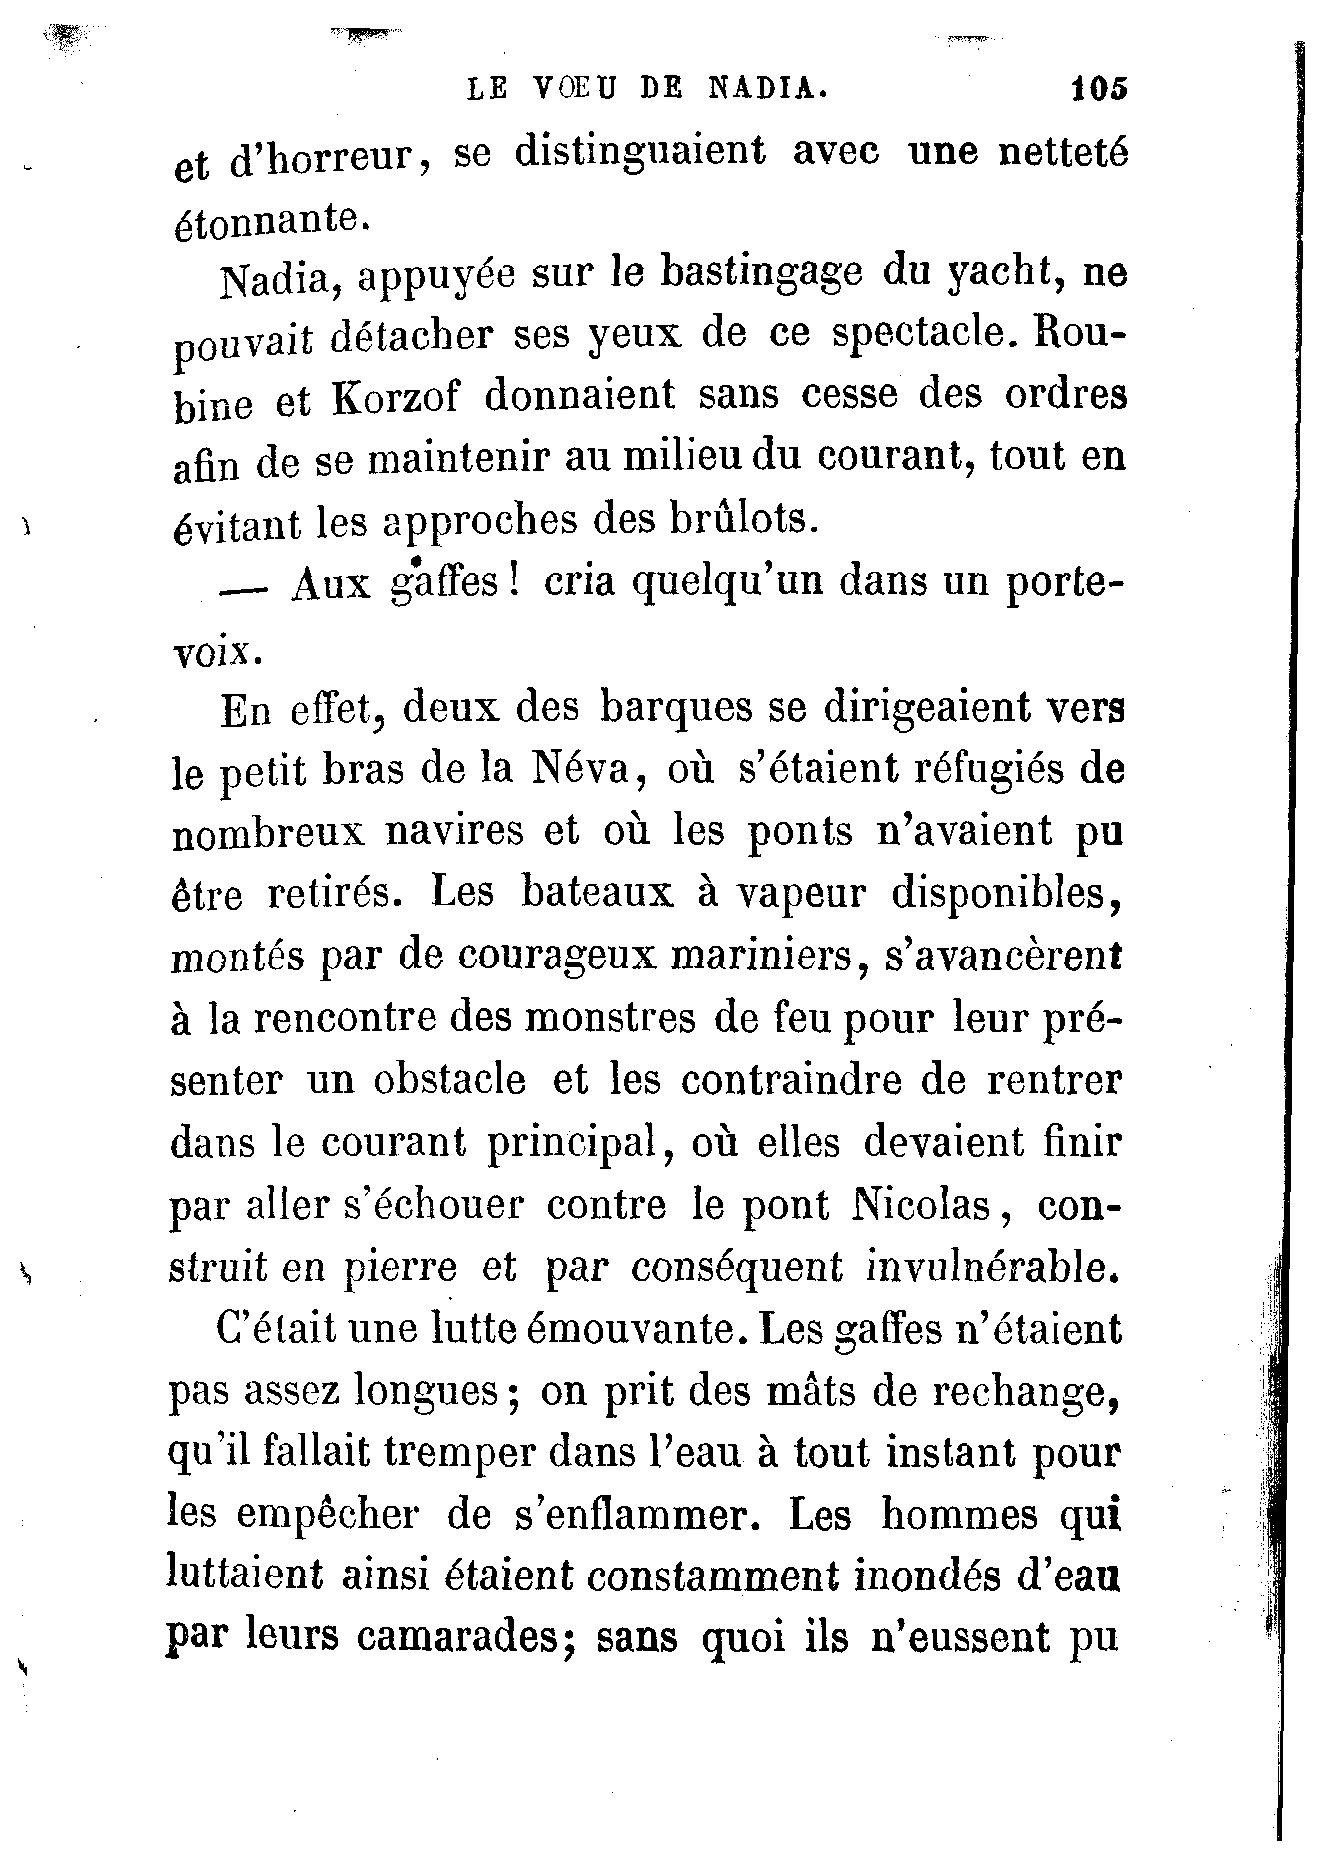 LE VOEU DE NADIA. 105
et d'horreur, se distinguaient avec une netteté
étonnante.
Nadia, appuyée sur le bastingage du yacht, ne
pouvait détacher ses yeux de ce spectacle. Rou-
bine et Korzof donnaient sans cesse des ordres
afin de se maintenir au milieu du courant, tout en
évitant les approches des brûlots.
— Aux gaffes ! cria quelqu'un dans un porte-
voix.
En effet, deux des barques se dirigeaient vers
le petit bras de la Néva, où s'étaient réfugiés de
nombreux navires et où les ponts n'avaient pu
être retirés. Les bateaux à vapeur disponibles,
montés par de courageux mariniers, s'avancèrent
à la rencontre des monstres de feu pour leur pré-
senter un obstacle et les contraindre de rentrer
dans le courant principal, où elles devaient finir
par aller s'échouer contre le pont Nicolas, con-
struit en pierre et par conséquent invulnérable.
C'était une lutte émouvante. Les gaffes n'étaient
pas assez longues ; on prit des mâts de rechange,
qu'il fallait tremper dans l'eau à tout instant pour
les empêcher de s'enflammer. Les hommes qui
luttaient ainsi étaient constamment inondés d'eau
par leurs camarades; sans quoi ils n'eussent pu